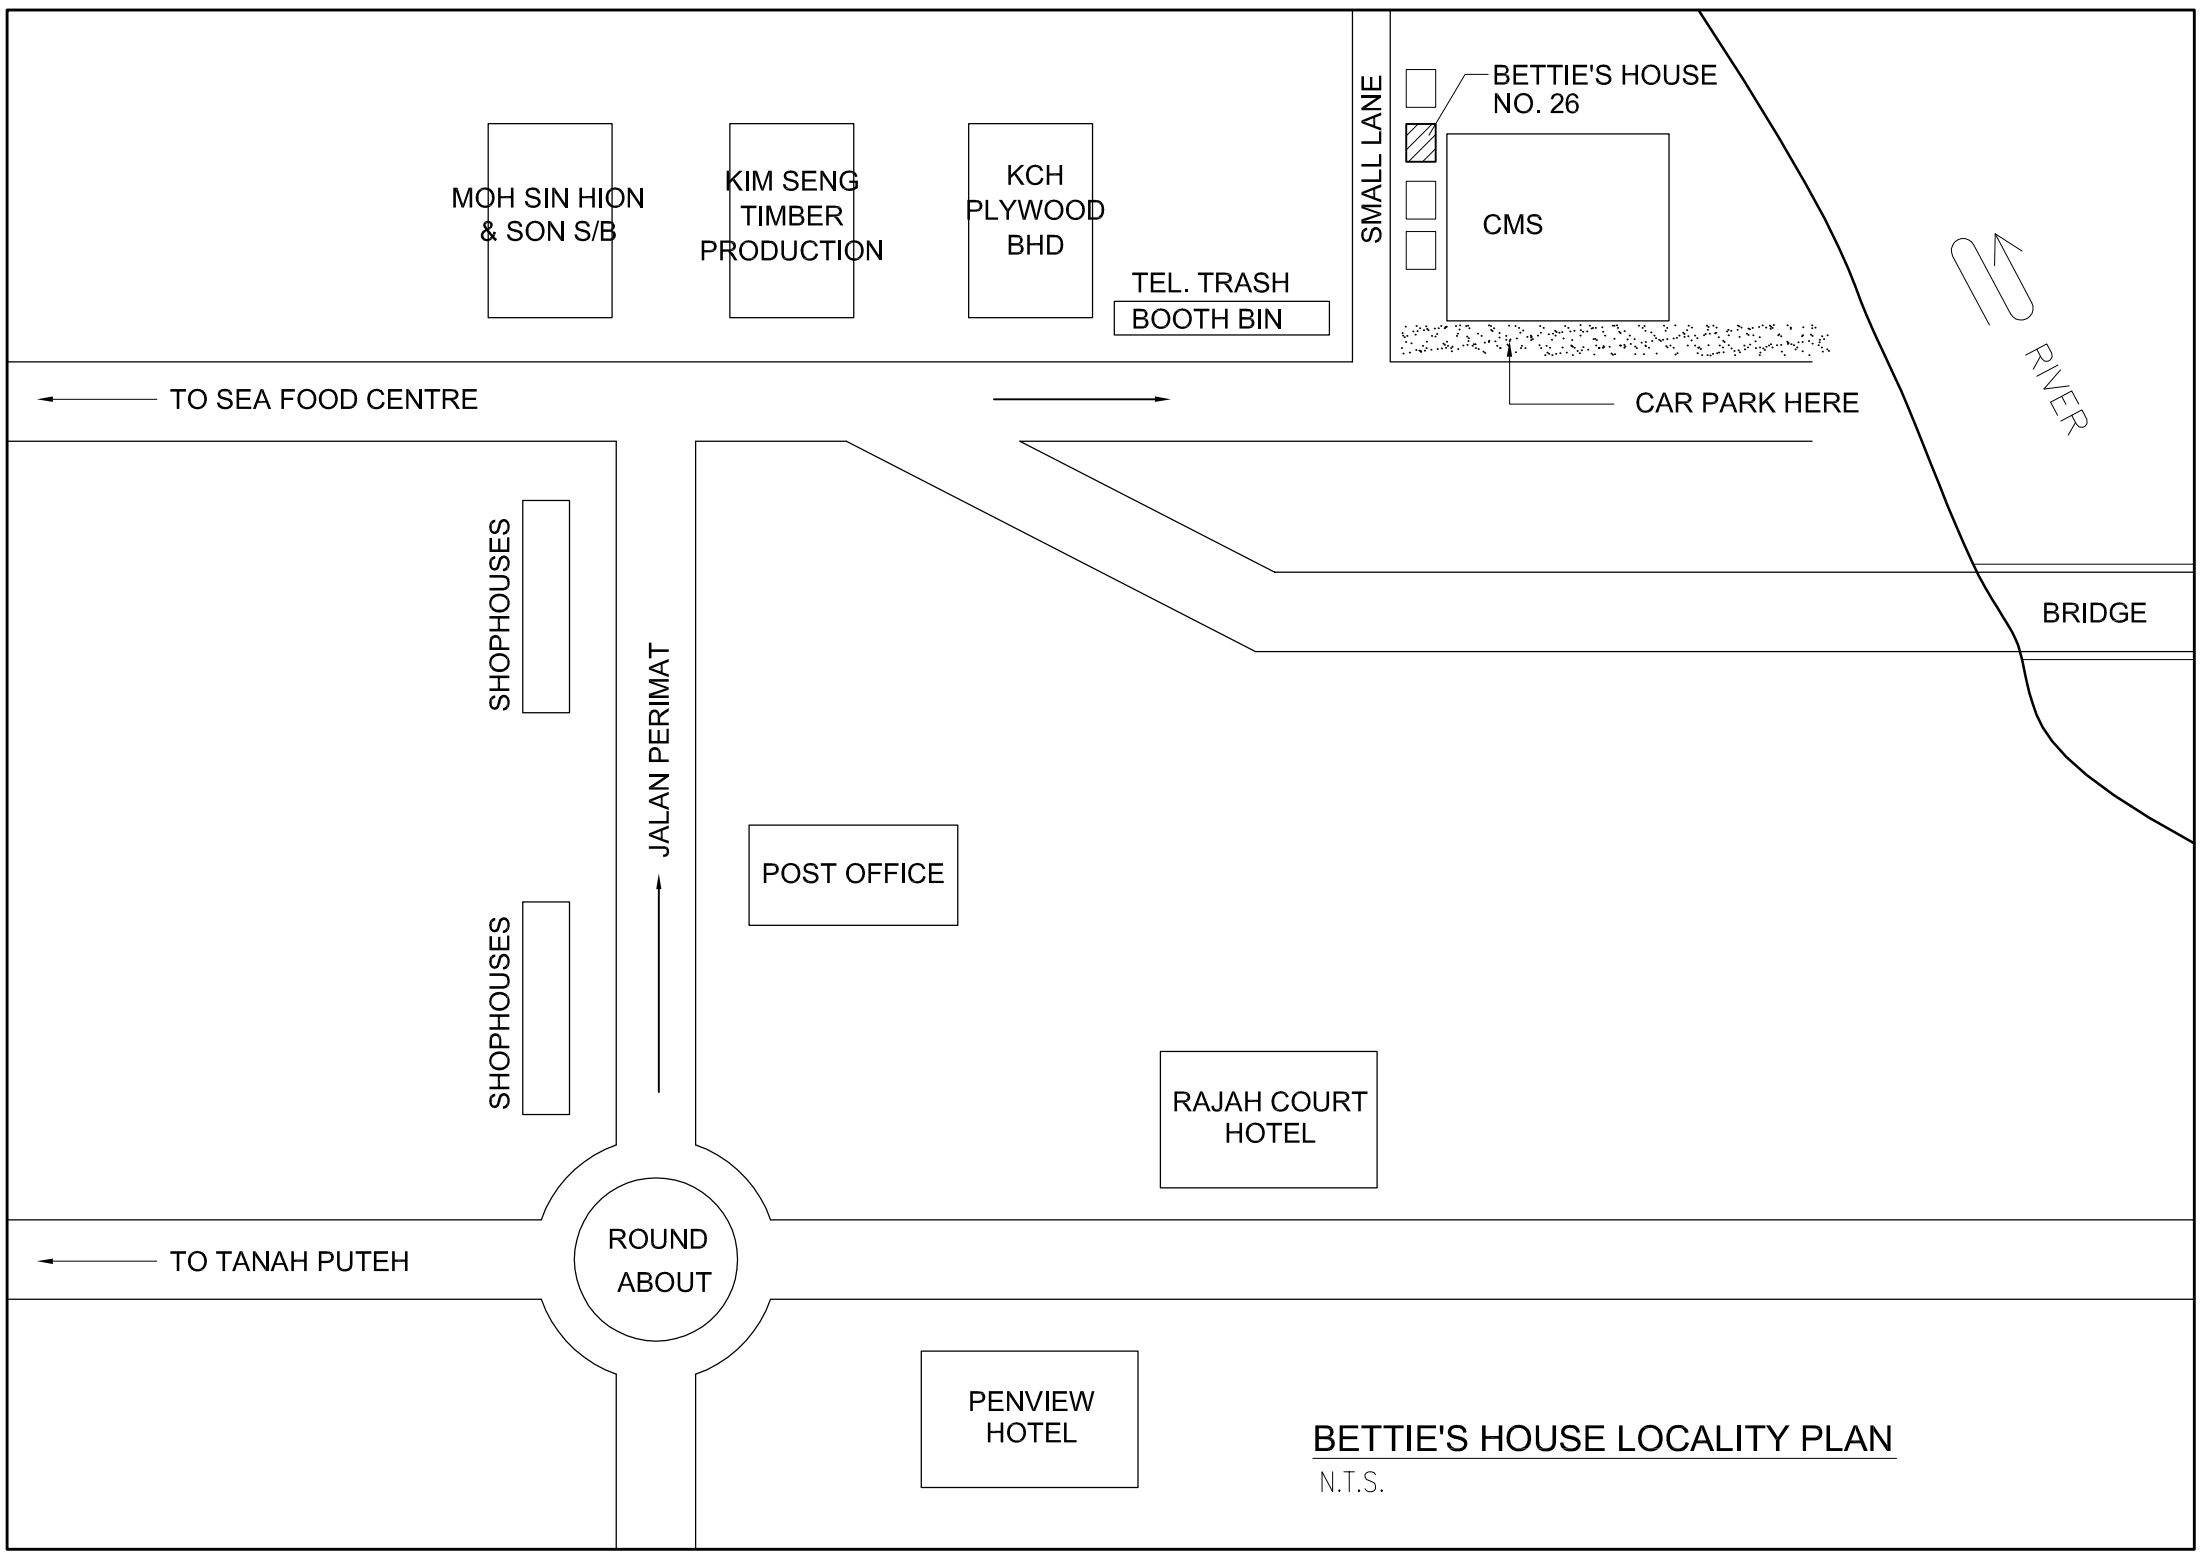 BETTIE'S HOUSE
NO. 26
SMALL LANE
MOH SIN HION
& SON S/B
KIM SENG
TIMBER
PRODUCTION
KCH
PLYWOOD
BHD
CMS
TEL. TRASH
BOOTH BIN
RIVER
TO SEA FOOD CENTRE
CAR PARK HERE
SHOPHOUSES
BRIDGE
JALAN PERIMAT
POST OFFICE
SHOPHOUSES
RAJAH COURT
HOTEL
TO TANAH PUTEH
ROUND
ABOUT
PENVIEW
HOTEL
BETTIE'S HOUSE LOCALITY PLAN
N.T.S.